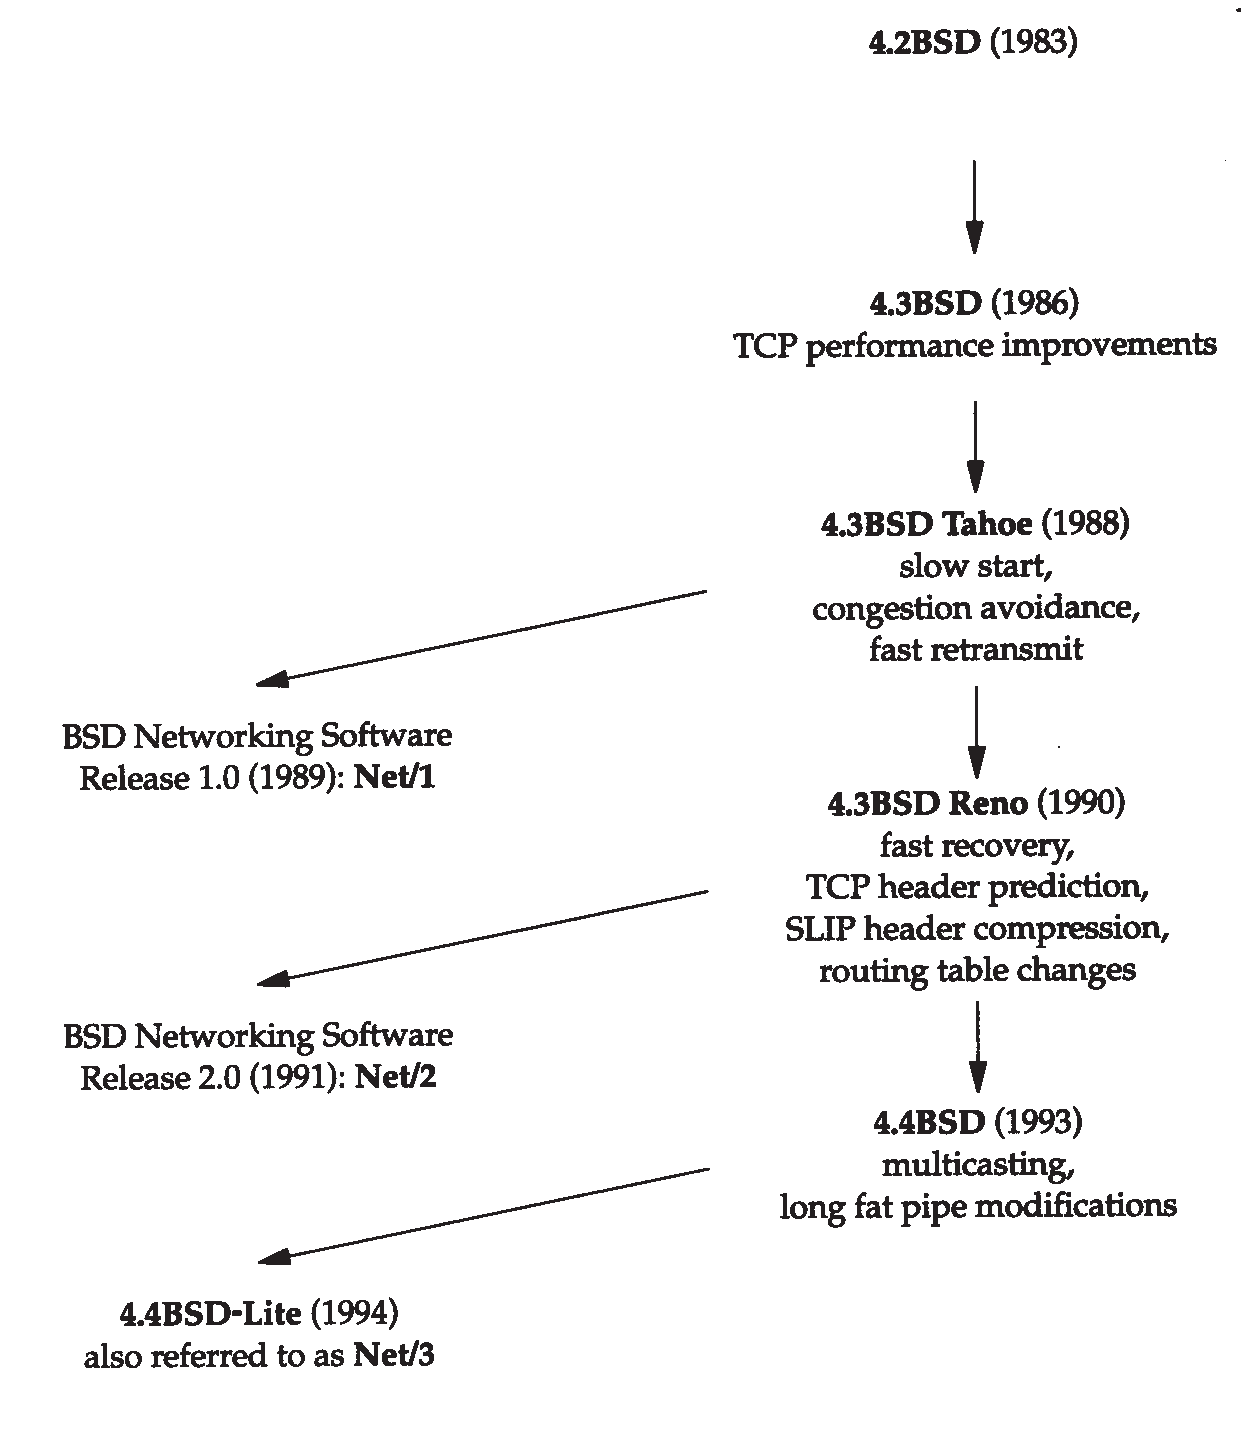 4.2BSD (1983)
4.3BSD (1986)
TCP performance improvements
4.3BSD Tahoe (1988)
slow start,
congestion avoidance,
fast retransmit
BSD Networking Software
Release 1.0 (1989): Net/1
4.3BSD Reno (1990)
fast recovery,
TCP header prediction,
SLIP header compression,
routing table changes
BSD Networking Software
Release 2.0 (1991): Net/2
4.4BSD (1993)
multicasting,
long fat pipe modifications
4.4BSD-Lite (1994)
also referred to as Net/3